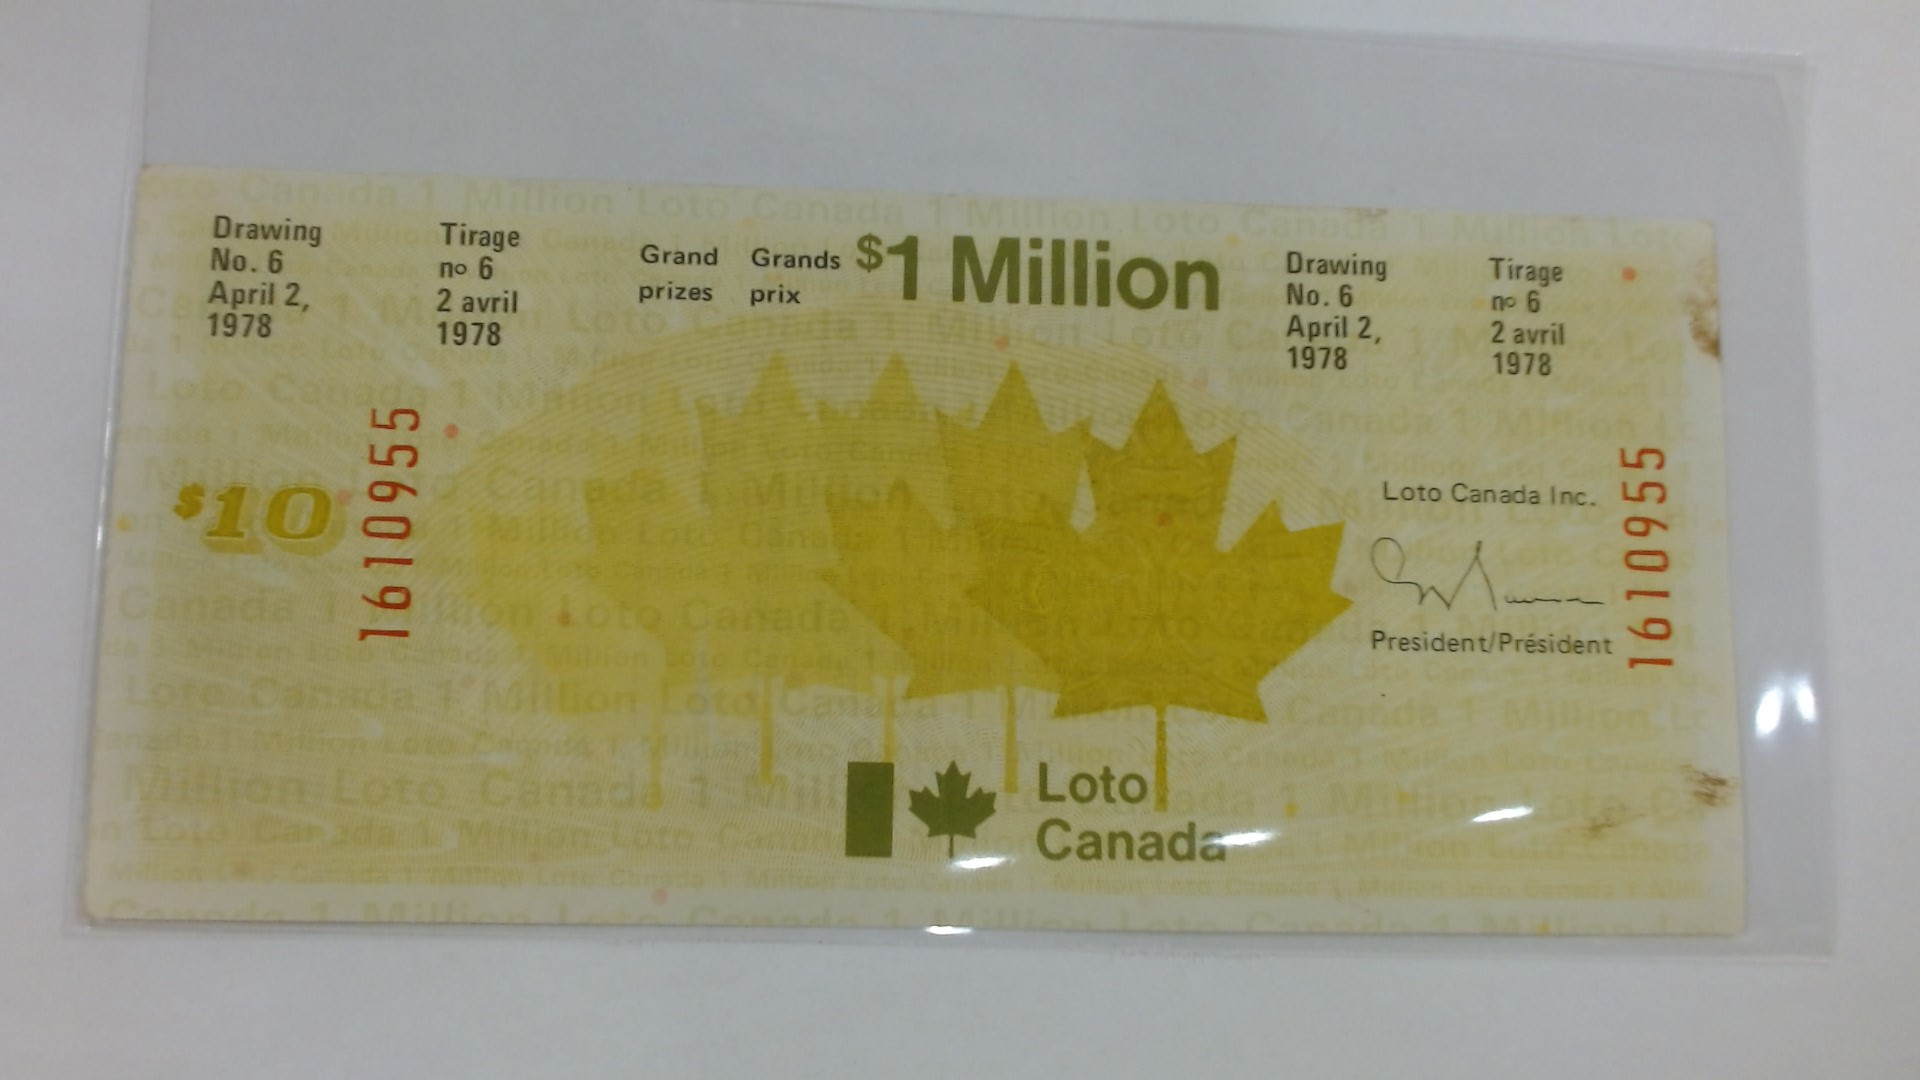 Drawing
No. 6
April 2,
1978
Tirage
no 6
2 avril
1978
Grand
prizes
Grands
prix
$1 Million
Drawing
No. 6
April 2,
1978
Tirage
no 6
2 avril
1978
$10
1610955
Loto Canada Inc.
President/Président
1610955
Loto
Canada